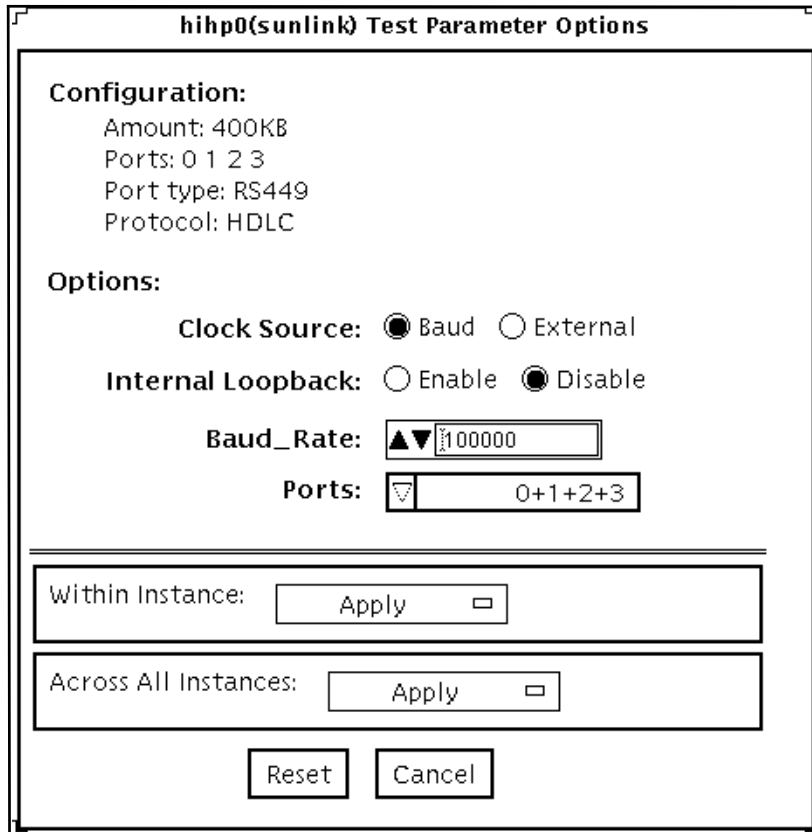 hihp0(sunlink) Test Parameter Options
Configuration:
Amount: 400KB
Ports: 0 1 2 3
Port type: RS449
Protocol: HDLC
Options:
Clock Source: Baud External
Internal Loopback: Enable Disable
Baud_Rate: 100000
Ports: 0+1+2+3
Within Instance: Apply
Across All Instances: Apply
Reset Cancel